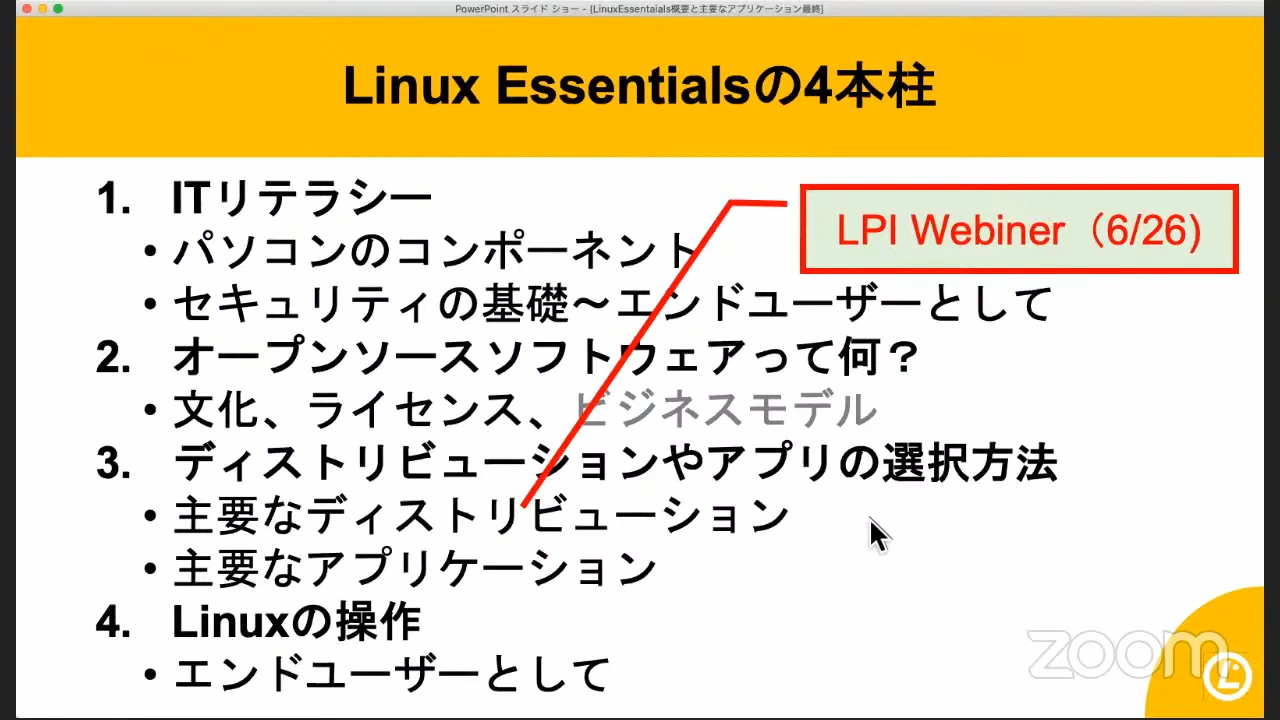 PowerPoint スライド ショー - [LinuxEssentaials概要と主要なアプリケーション最終]
Linux Essentialsの4本柱
1. ITリテラシー
• パソコンのコンポーネント
LPI Webiner（6/26)
• セキュリティの基礎～エンドユーザーとして
2. オープンソースソフトウェアって何？
• 文化、ライセンス、ビジネスモデル
3. ディストリビューションやアプリの選択方法
• 主要なディストリビューション
• 主要なアプリケーション
4. Linuxの操作
• エンドユーザーとして
zoom
L